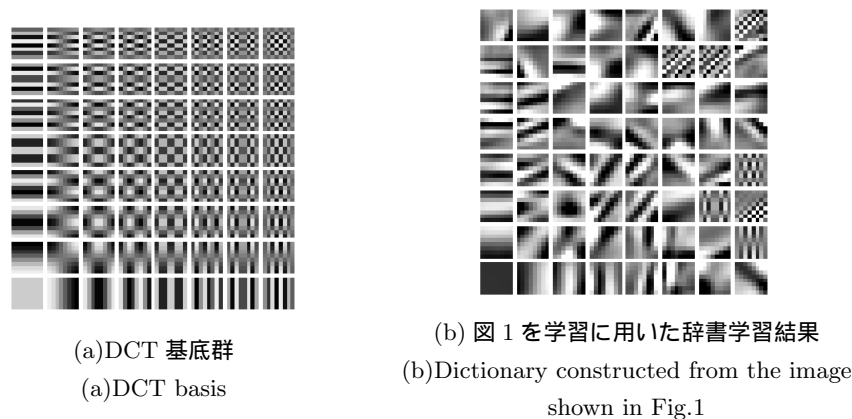 (a)DCT 基底群
(a)DCT basis
(b) 図 1 を学習に用いた辞書学習結果
(b)Dictionary constructed from the image
shown in Fig.1